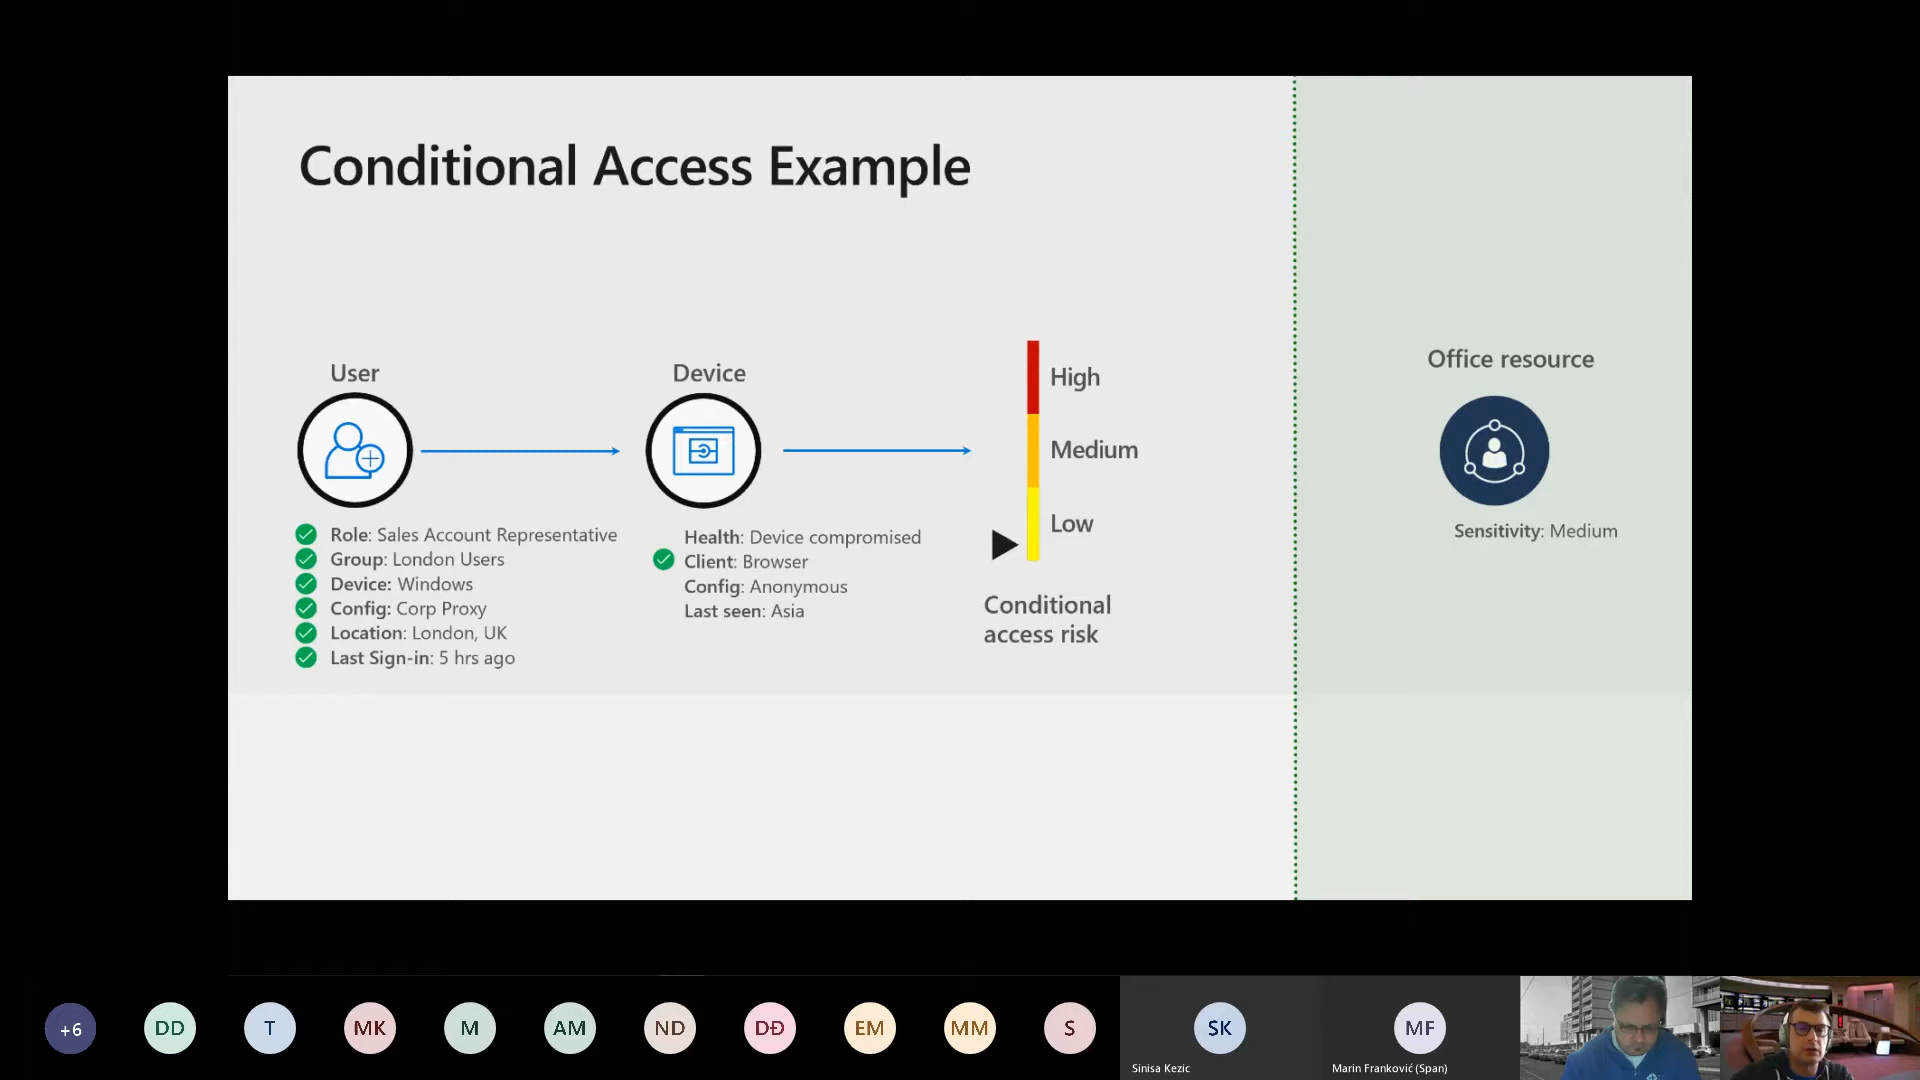 Conditional Access Example
User
Device
High
Medium
Low
Office resource
Role: Sales Account Representative
Group: London Users
Device: Windows
Config: Corp Proxy
Location: London, UK
Last Sign-in: 5 hrs ago
Health: Device compromised
Client: Browser
Config: Anonymous
Last seen: Asia
Conditional
access risk
Sensitivity: Medium
+6
DD
T
MK
M
AM
ND
DĐ
EM
MM
S
SK
Sinisa Kezic
MF
Marin Franković (Span)